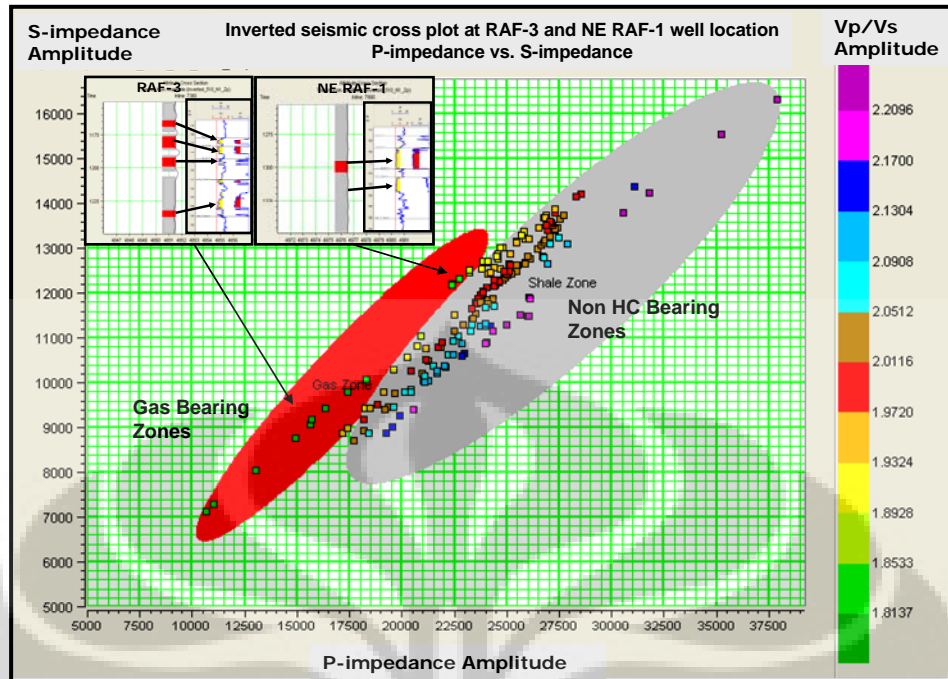 S-impedance
Amplitude
Inverted seismic cross plot at RAF-3 and NE RAF-1 well location
P-impedance vs. S-impedance
Vp/Vs
Amplitude
RAF-3
NE RAF-1
16000
15000
14000
13000
12000
11000
10000
9000
8000
7000
6000
5000
5000
7500
10000
12500
15000
17500
20000
22500
25000
27500
30000
32500
35000
37500
Shale Zone
Non HC Bearing
Zones
Gas Zone
Gas Bearing
Zones
P-impedance Amplitude
2.2096
2.1700
2.1304
2.0908
2.0512
2.0116
1.9720
1.9324
1.8928
1.8533
1.8137